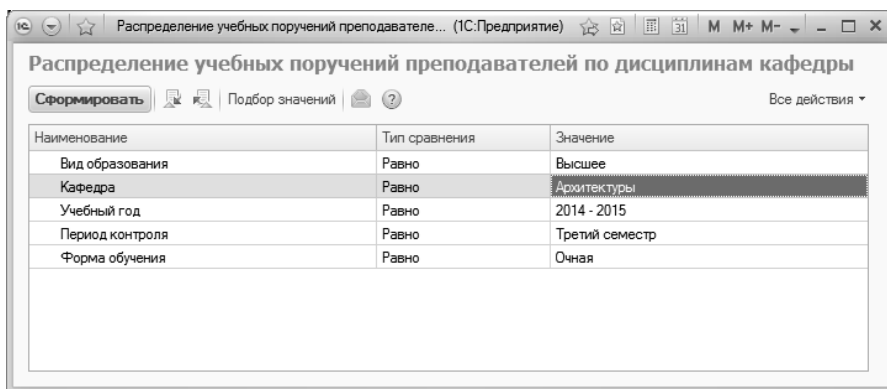 1С Распределение учебных поручений преподавателе... (1С:Предприятие) 31 M M+ M-
Распределение учебных поручений преподавателей по дисциплинам кафедры
Сформировать Подбор значений ? Все действия
Наименование Тип сравнения Значение
Вид образования Равно Высшее
Кафедра Равно Архитектуры
Учебный год Равно 2014 - 2015
Период контроля Равно Третий семестр
Форма обучения Равно Очная